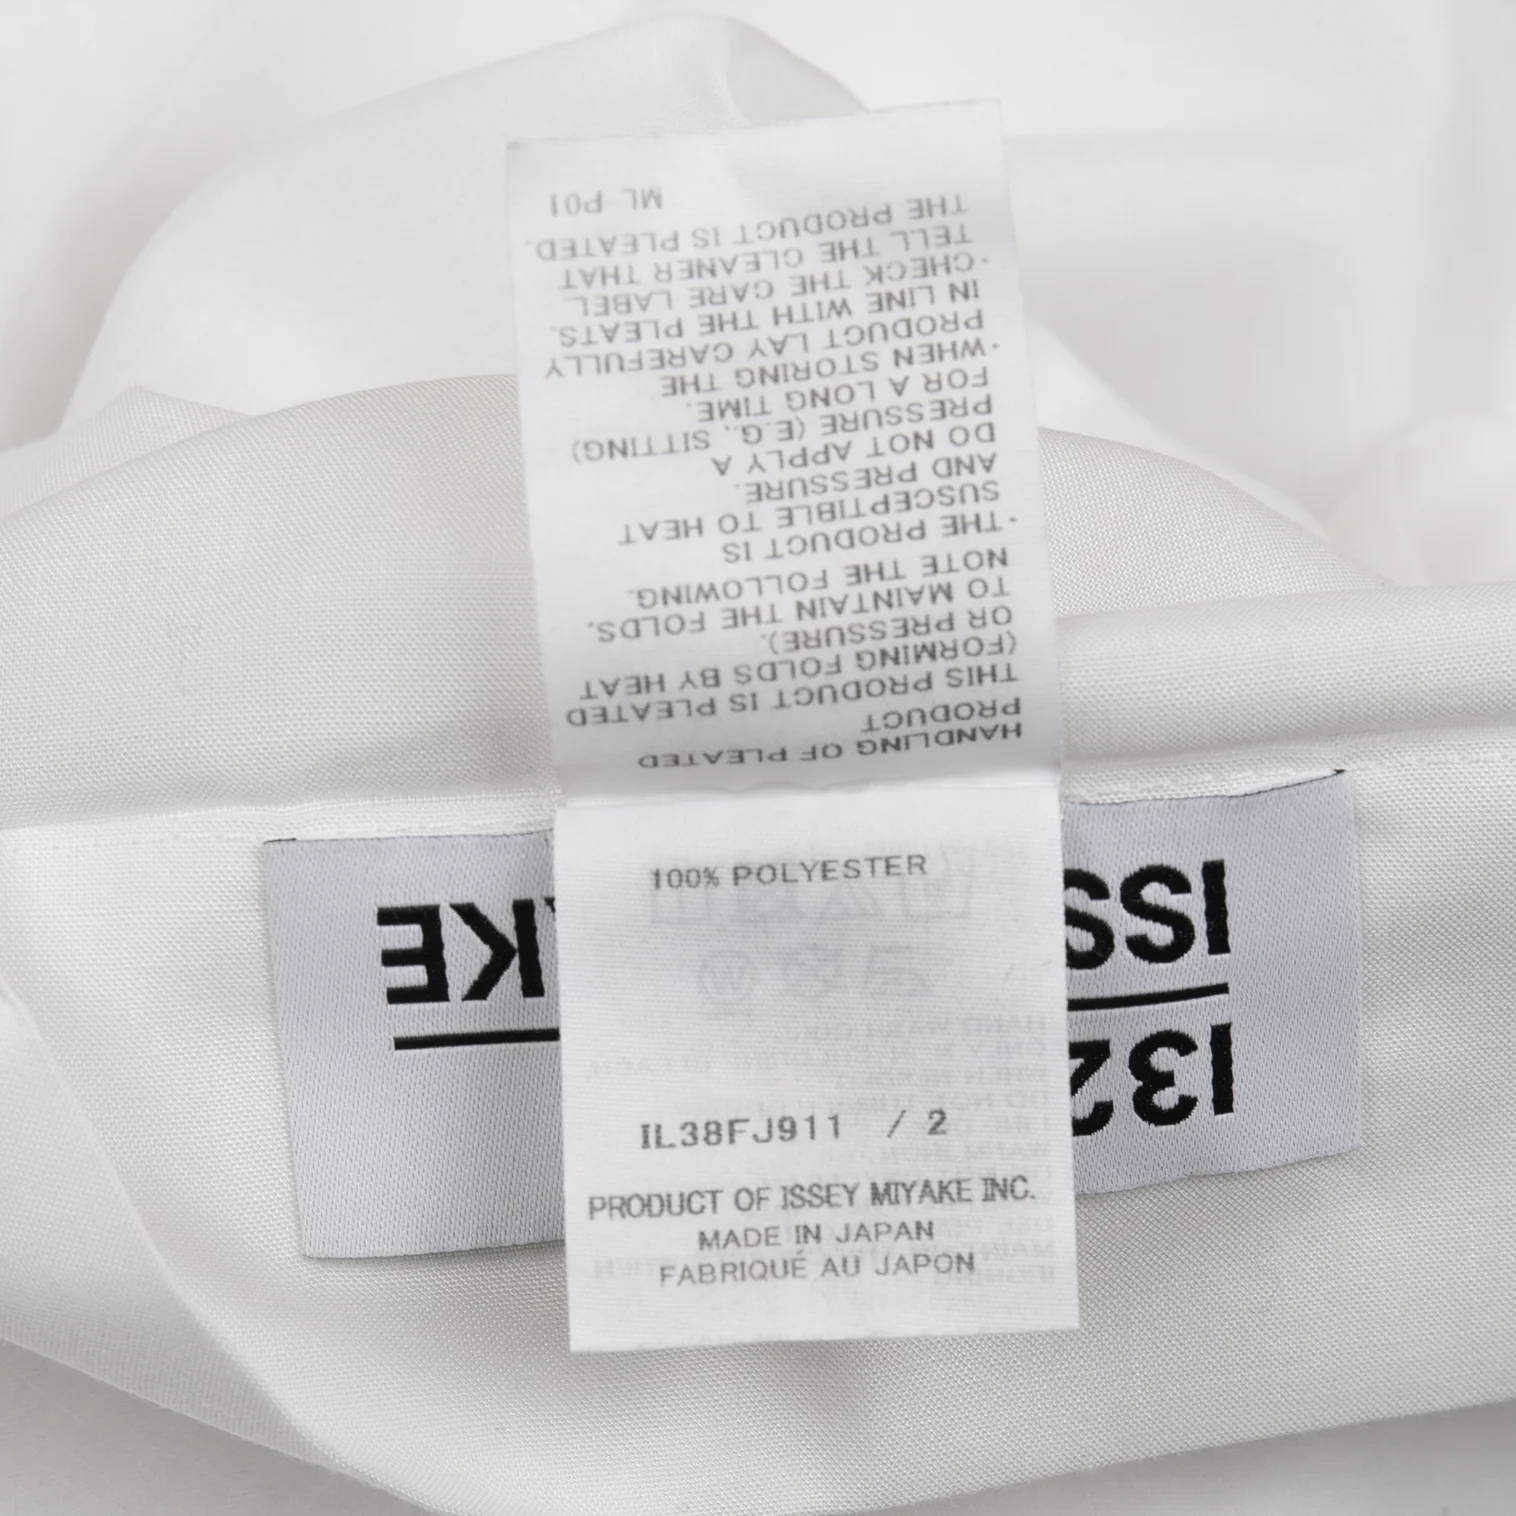 HANDLING OF PLEATED
PRODUCT
THIS PRODUCT IS PLEATED
(FORMING FOLDS BY HEAT
OR PRESSURE).
TO MAINTAIN THE FOLDS.
NOTE THE FOLLOWING.
·THE PRODUCT IS
SUSCEPTIBLE TO HEAT
AND PRESSURE.
DO NOT APPLY A
PRESSURE (E.G., SITTING)
FOR A LONG TIME.
·WHEN STORING THE
PRODUCT LAY CAREFULLY
IN LINE WITH THE PLEATS.
·CHECK THE CARE LABEL
TELL THE CLEANER THAT
THE PRODUCT IS PLEATED.
ML P01
100% POLYESTER
IL38FJ911 / 2
PRODUCT OF ISSEY MIYAKE INC.
MADE IN JAPAN
FABRIQUÉ AU JAPON
132
ISS
KE